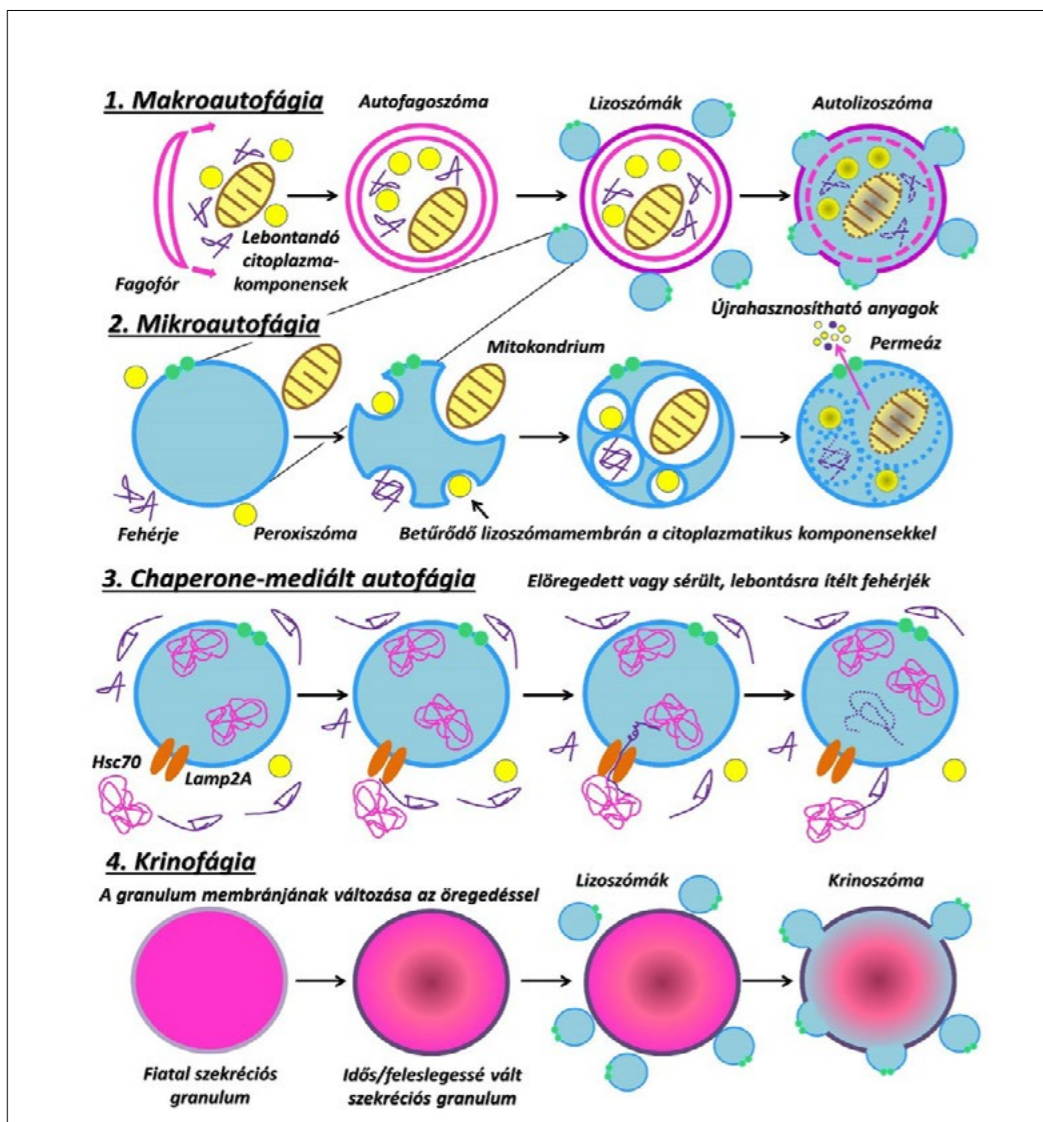 1. Makroautofágia
Autofagoszóma
Lizoszómák
Autolizoszóma
Fagofór
Lebontandó
citoplazma-
komponensek
2. Mikroautofágia
Mitokondrium
Újrahasznosítható anyagok
Permeáz
Fehérje
Peroxiszóma
Betűrődő lizoszómamembrán a citoplazmatikus komponensekkel
3. Chaperone-mediált autofágia
Elöregedett vagy sérült, lebontásra ítélt fehérjék
Hsc70
Lamp2A
4. Krinofágia
A granulum membránjának változása az öregedéssel
Lizoszómák
Krinoszóma
Fiatal szekréciós
granulum
Idős/feleslegessé vált
szekréciós granulum